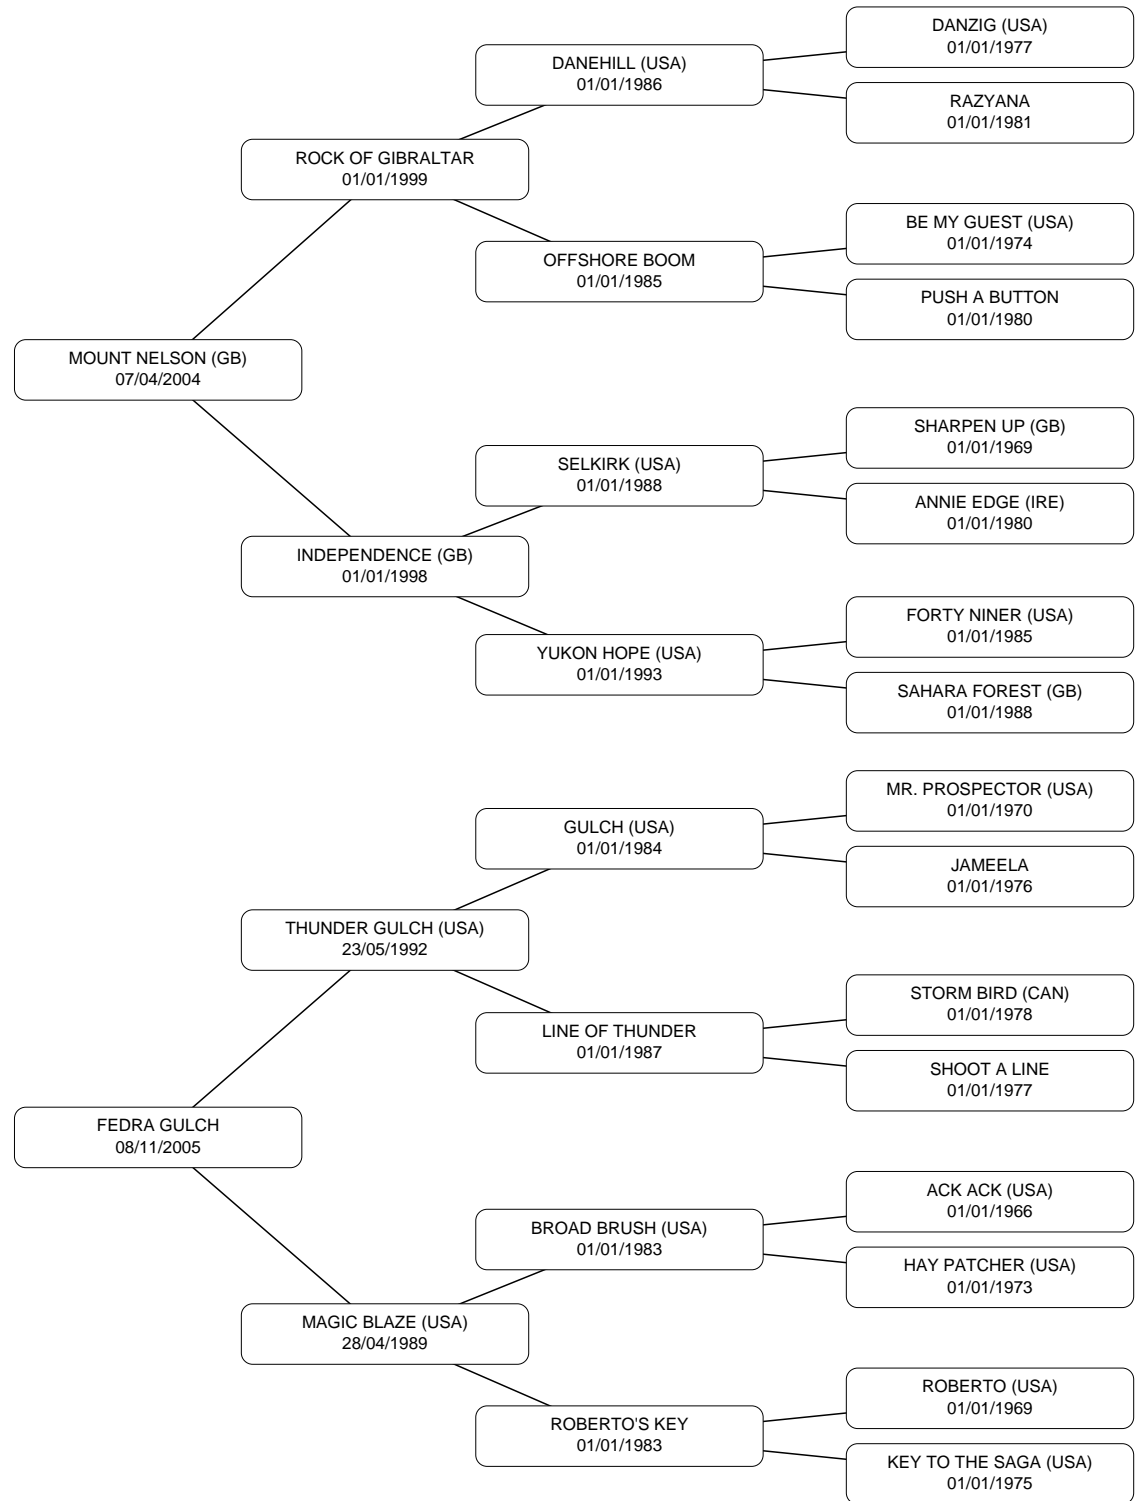 DANZIG (USA)
01/01/1977
DANEHILL (USA)
01/01/1986
RAZYANA
01/01/1981
ROCK OF GIBRALTAR
01/01/1999
BE MY GUEST (USA)
01/01/1974
OFFSHORE BOOM
01/01/1985
PUSH A BUTTON
01/01/1980
MOUNT NELSON (GB)
07/04/2004
SHARPEN UP (GB)
01/01/1969
SELKIRK (USA)
01/01/1988
ANNIE EDGE (IRE)
01/01/1980
INDEPENDENCE (GB)
01/01/1998
FORTY NINER (USA)
01/01/1985
YUKON HOPE (USA)
01/01/1993
SAHARA FOREST (GB)
01/01/1988
MR. PROSPECTOR (USA)
01/01/1970
GULCH (USA)
01/01/1984
JAMEELA
01/01/1976
THUNDER GULCH (USA)
23/05/1992
STORM BIRD (CAN)
01/01/1978
LINE OF THUNDER
01/01/1987
SHOOT A LINE
01/01/1977
FEDRA GULCH
08/11/2005
ACK ACK (USA)
01/01/1966
BROAD BRUSH (USA)
01/01/1983
HAY PATCHER (USA)
01/01/1973
MAGIC BLAZE (USA)
28/04/1989
ROBERTO (USA)
01/01/1969
ROBERTO'S KEY
01/01/1983
KEY TO THE SAGA (USA)
01/01/1975